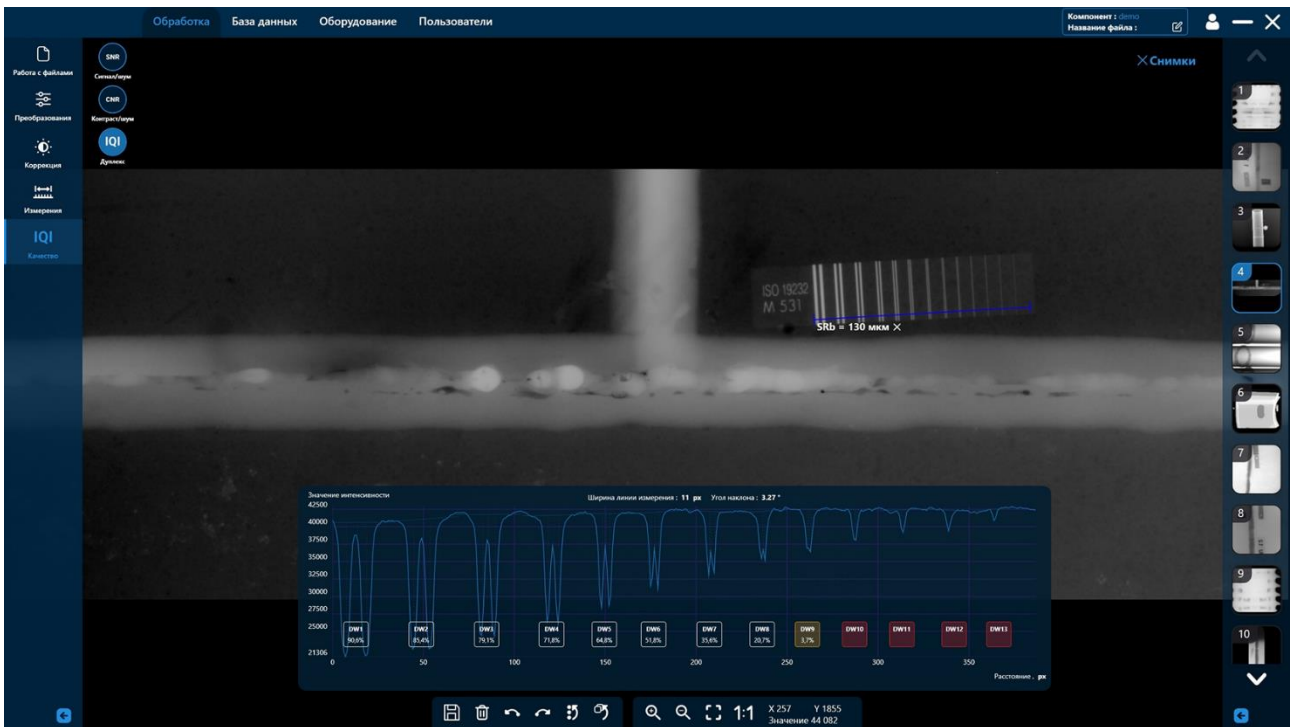 Обработка База данных Оборудование Пользователи
Компонент : demo
Название файла :
Работа с файлами
Преобразования
Коррекция
Измерения
IQI
Качество
SNR
Сигнал/шум
CNR
Контраст/шум
IQI
Дуплекс
Снимки
1
2
3
4
5
6
7
8
9
10
ISO 19232
M 531
SRb = 130 мкм
Значение интенсивности
Ширина линии измерения : 11 px Угол наклона : 3.27 °
42500
40000
37500
35000
32500
30000
27500
25000
21306
DW1 DW2 DW3 DW4 DW5 DW6 DW7 DW8 DW9 DW10 DW11 DW12 DW13
90,6% 85,4% 79,1% 71,8% 64,8% 51,8% 35,6% 20,7% 3,7%
0 50 100 150 200 250 300 350
Расстояние , px
1:1
X 257 Y 1855
Значение 44 082